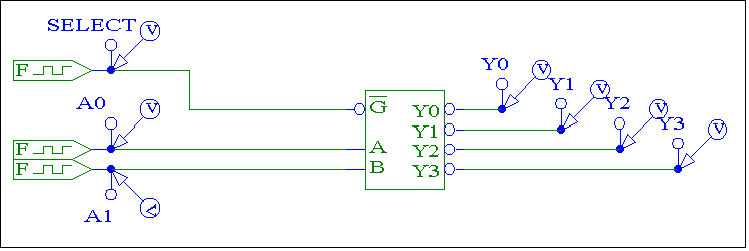 SELECT V
F
G
Y0 V
Y1 V
Y2 V
Y3 V
A0 V
F
F
A
B
Y0
Y1
Y2
Y3
A1 V